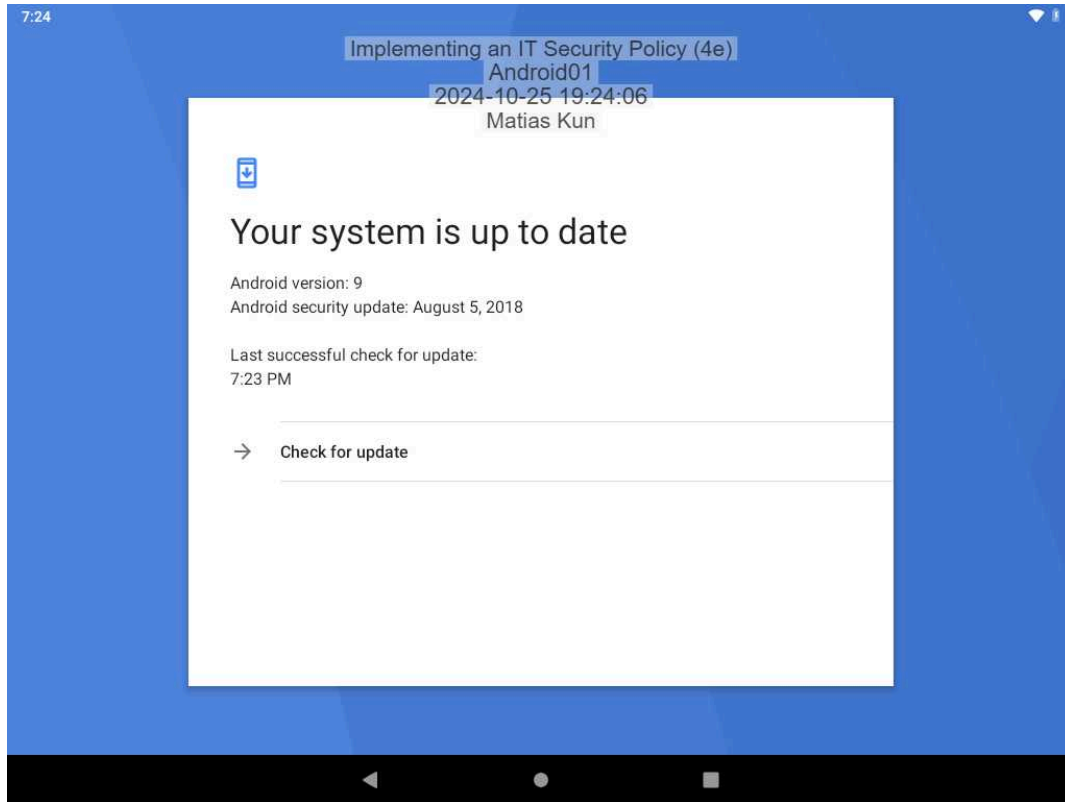 7:24
Implementing an IT Security Policy (4e)
Android01
2024-10-25 19:24:06
Matias Kun
Your system is up to date
Android version: 9
Android security update: August 5, 2018
Last successful check for update:
7:23 PM
Check for update